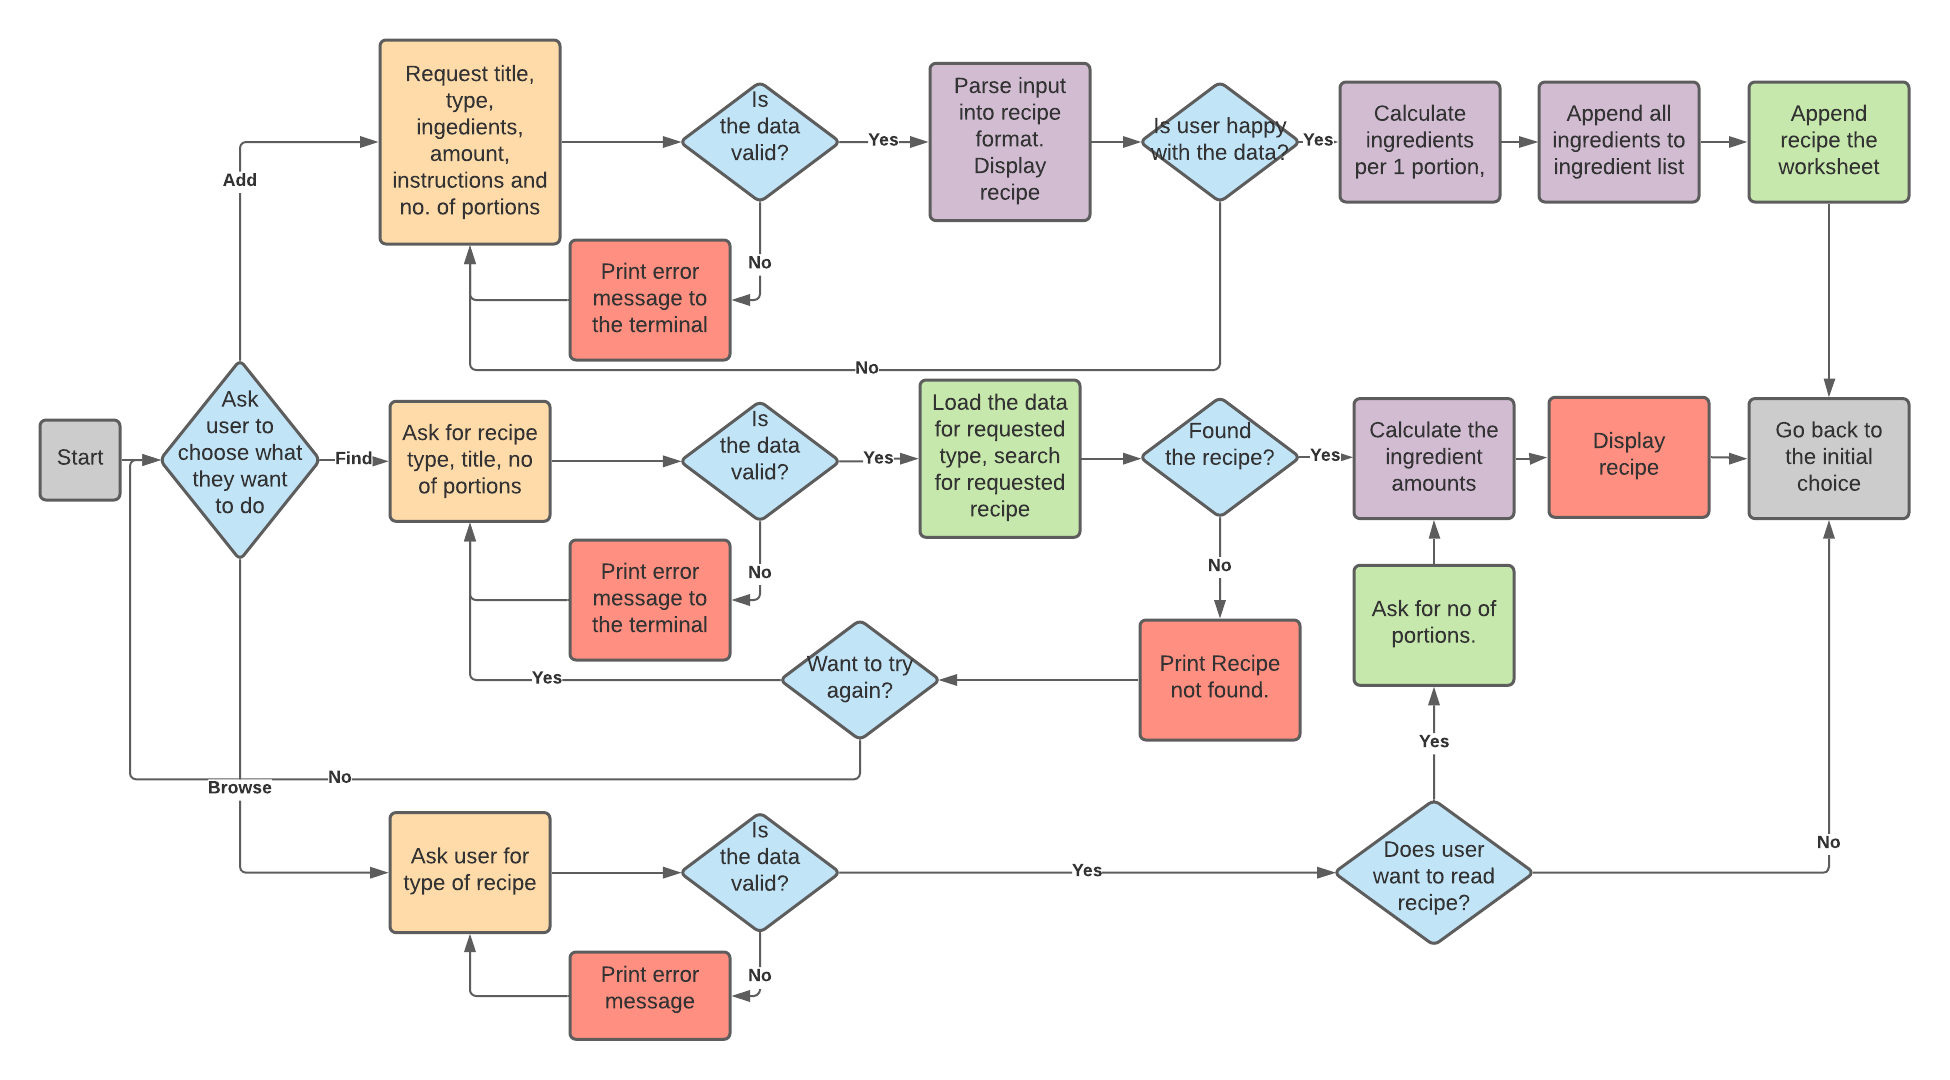 Request title,
type,
ingedients,
amount,
instructions and
no. of portions
Is
the data
valid?
Yes
Parse input
into recipe
format.
Display
recipe
Is user happy
with the data?
Yes
Calculate
ingredients
per 1 portion,
Append all
ingredients to
ingredient list
Append
recipe the
worksheet
Add
No
Print error
message to
the terminal
No
Start
Ask
user to
choose what
they want
to do
Find
Ask for recipe
type, title, no
of portions
Is
the data
valid?
Yes
Load the data
for requested
type, search
for requested
recipe
Found
the recipe?
Yes
Calculate the
ingredient
amounts
Display
recipe
Go back to
the initial
choice
No
Print error
message to
the terminal
No
Ask for no of
portions.
Print Recipe
not found.
Want to try
again?
Yes
Yes
No
Browse
Ask user for
type of recipe
Is
the data
valid?
Yes
Does user
want to read
recipe?
No
No
Print error
message